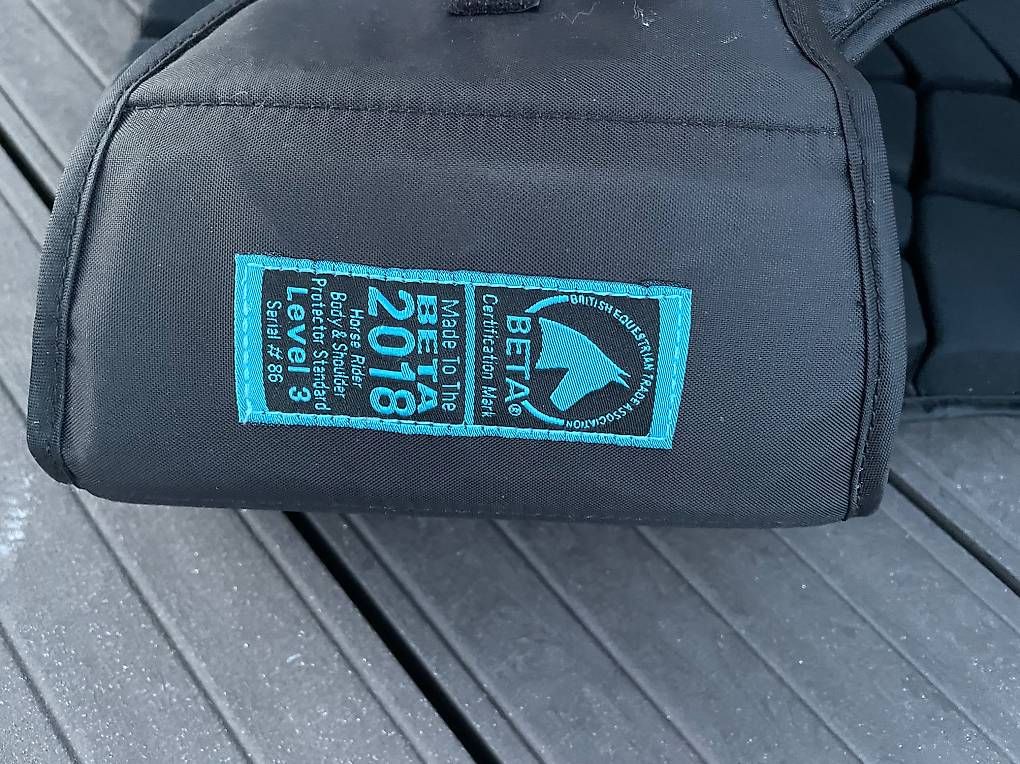 BRITISH EQUESTRIAN TRADE ASSOCIATION
BETA®
Certification Mark
Made To The
BETA
2018
Horse Rider
Body & Shoulder
Protector Standard
Level 3
Serial # 86